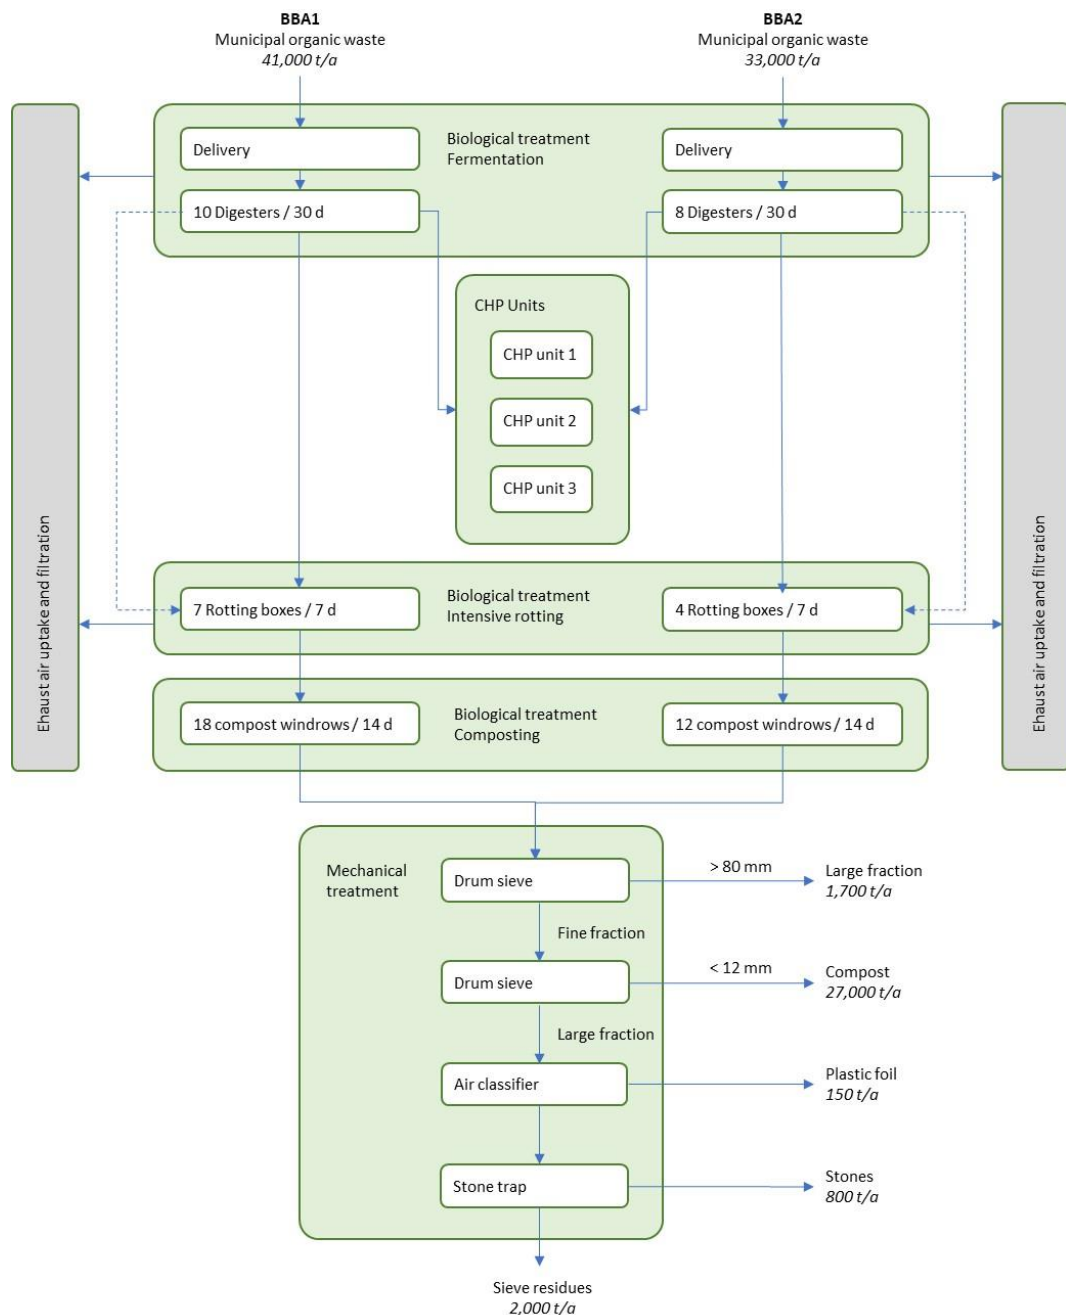 BBA1
Municipal organic waste
41,000 t/a
BBA2
Municipal organic waste
33,000 t/a
Delivery
Biological treatment
Fermentation
Delivery
10 Digesters / 30 d
8 Digesters / 30 d
CHP Units
CHP unit 1
CHP unit 2
CHP unit 3
Ehaust air uptake and filtration
Ehaust air uptake and filtration
7 Rotting boxes / 7 d
Biological treatment
Intensive rotting
4 Rotting boxes / 7 d
18 compost windrows / 14 d
Biological treatment
Composting
12 compost windrows / 14 d
Mechanical
treatment
Drum sieve
> 80 mm
Large fraction
1,700 t/a
Fine fraction
Drum sieve
< 12 mm
Compost
27,000 t/a
Large fraction
Air classifier
Plastic foil
150 t/a
Stone trap
Stones
800 t/a
Sieve residues
2,000 t/a